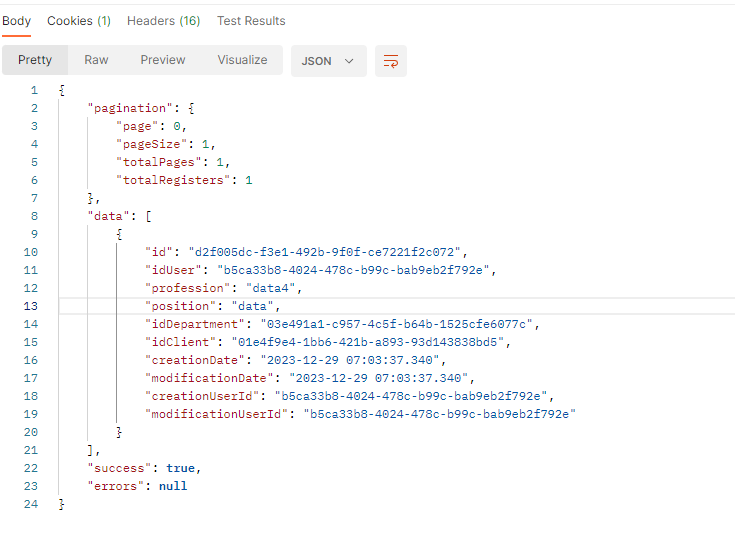 Body Cookies (1) Headers (16) Test Results
Pretty Raw Preview Visualize JSON
1 {
2 "pagination": {
3 "page": 0,
4 "pageSize": 1,
5 "totalPages": 1,
6 "totalRegisters": 1
7 },
8 "data": [
9 {
10 "id": "d2f005dc-f3e1-492b-9f0f-ce7221f2c072",
11 "idUser": "b5ca33b8-4024-478c-b99c-bab9eb2f792e",
12 "profession": "data4",
13 "position": "data",
14 "idDepartment": "03e491a1-c957-4c5f-b64b-1525cfe6077c",
15 "idClient": "01e4f9e4-1bb6-421b-a893-93d143838bd5",
16 "creationDate": "2023-12-29 07:03:37.340",
17 "modificationDate": "2023-12-29 07:03:37.340",
18 "creationUserId": "b5ca33b8-4024-478c-b99c-bab9eb2f792e",
19 "modificationUserId": "b5ca33b8-4024-478c-b99c-bab9eb2f792e"
20 }
21 ],
22 "success": true,
23 "errors": null
24 }